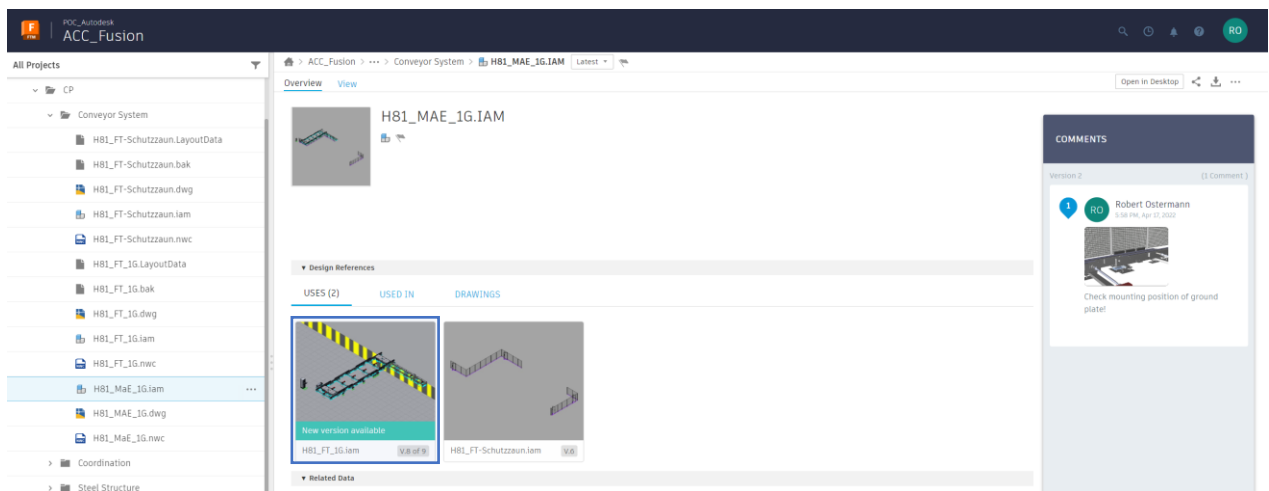 F
FTM
POC_Autodesk
ACC_Fusion
RO
All Projects
CP
Conveyor System
H81_FT-Schutzzaun.LayoutData
H81_FT-Schutzzaun.bak
H81_FT-Schutzzaun.dwg
H81_FT-Schutzzaun.iam
H81_FT-Schutzzaun.nwc
H81_FT_1G.LayoutData
H81_FT_1G.bak
H81_FT_1G.dwg
H81_FT_1G.iam
H81_FT_1G.nwc
H81_MaE_1G.iam
H81_MAE_1G.dwg
H81_MaE_1G.nwc
Coordination
Steel Structure
> ACC_Fusion > ••• > Conveyor System > H81_MAE_1G.IAM Latest
Overview View
Open in Desktop
H81_MAE_1G.IAM
Design References
USES (2) USED IN DRAWINGS
New version available
H81_FT_1G.iam V.8 of 9
H81_FT-Schutzzaun.iam V.6
Related Data
COMMENTS
Version 2 (1 Comment)
1
RO
Robert Ostermann
5:58 PM, Apr 17, 2022
Check mounting position of ground
plate!